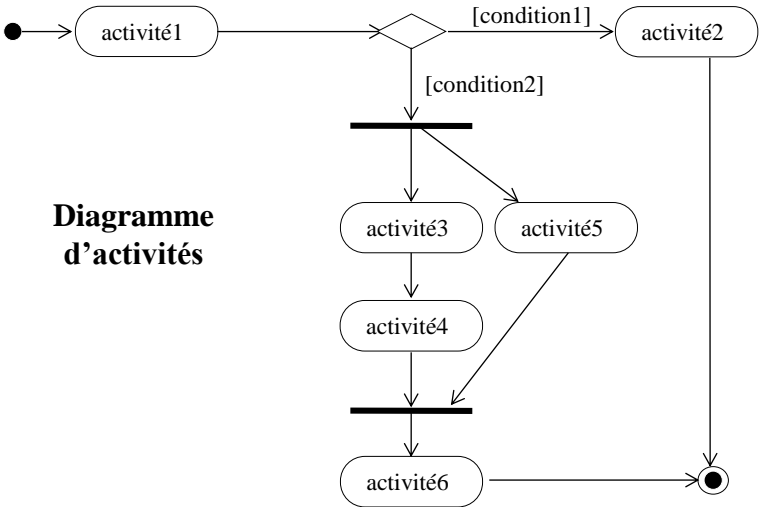 [condition1]
activité1
activité2
[condition2]
Diagramme
d’activités
activité3
activité5
activité4
activité6